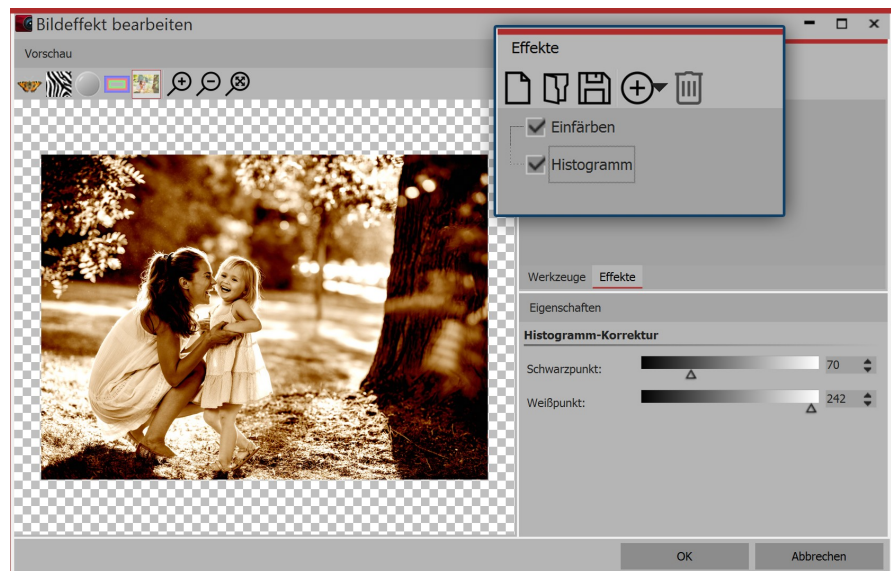 Bildeffekt bearbeiten
Vorschau
Effekte
Einfärben
Histogramm
Werkzeuge Effekte
Eigenschaften
Histogramm-Korrektur
Schwarzpunkt: 70
Weißpunkt: 242
OK Abbrechen